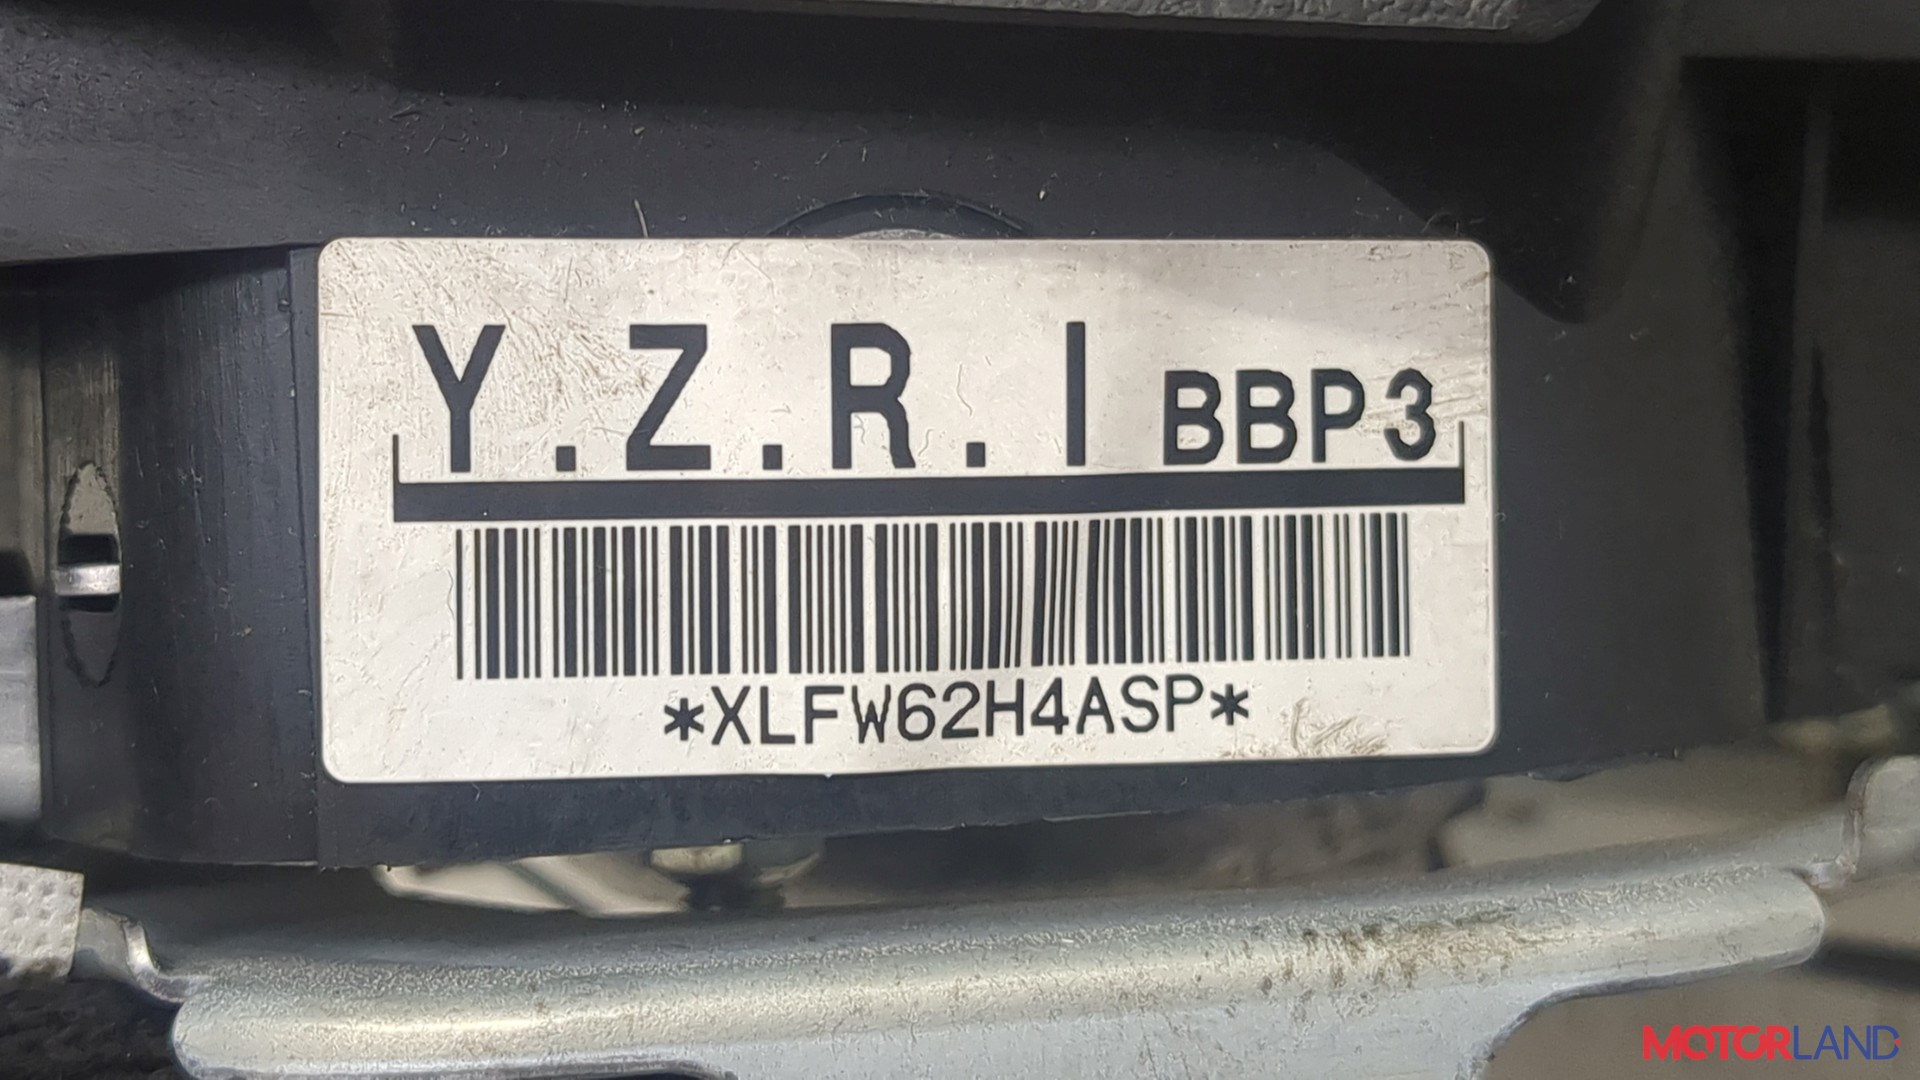 Y.Z.R.I BBP3
*XLFW62H4ASP*
MOTORLAND